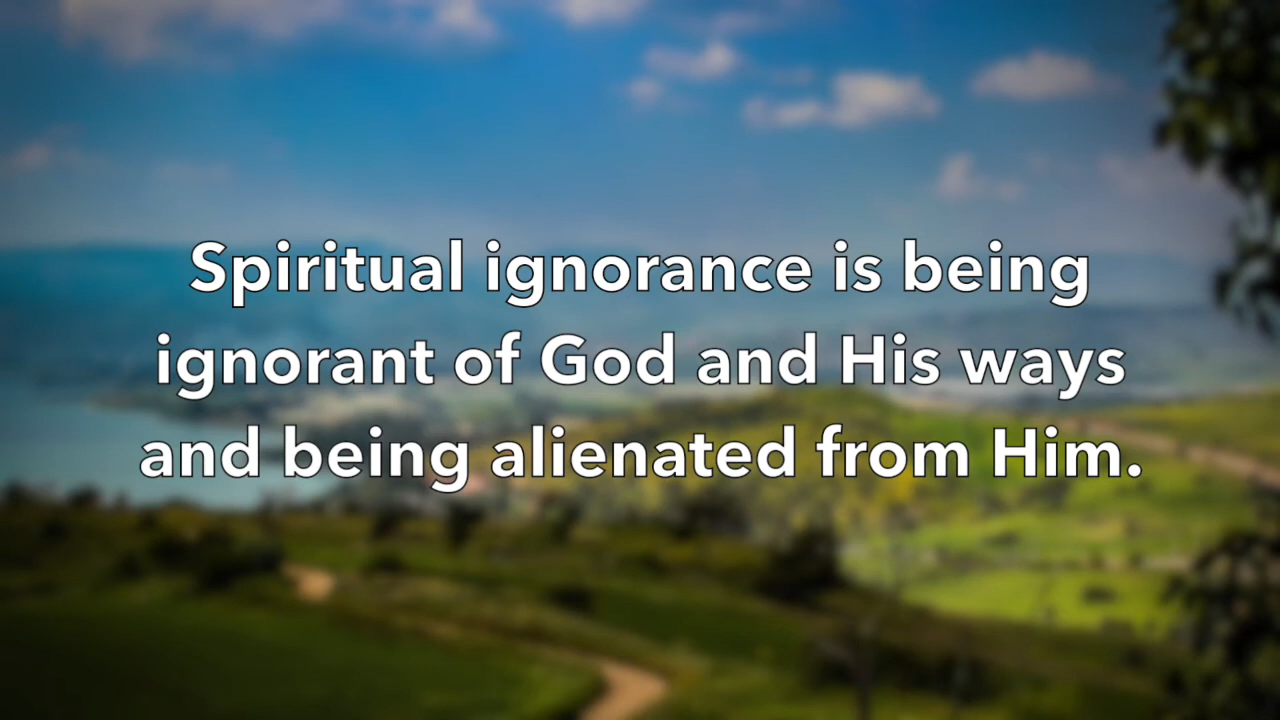 Spiritual ignorance is being
ignorant of God and His ways
and being alienated from Him.